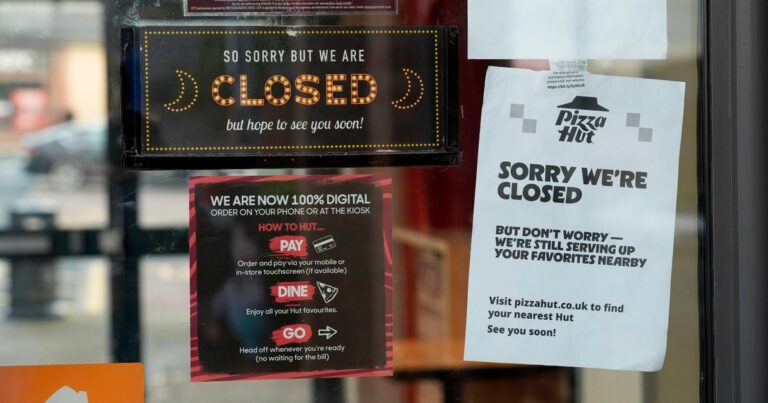 SO SORRY BUT WE ARE
CLOSED
but hope to see you soon!
WE ARE NOW 100% DIGITAL
ORDER ON YOUR PHONE OR AT THE KIOSK
HOW TO HUT...
PAY
Order and pay via your mobile or
in-store touchscreen (if available)
DINE
Enjoy all your Hut favourites.
GO
Head off whenever you're ready
(no waiting for the bill)
Pizza
Hut
SORRY WE'RE
CLOSED
BUT DON'T WORRY —
WE'RE STILL SERVING UP
YOUR FAVORITES NEARBY
Visit pizzahut.co.uk to find
your nearest Hut
See you soon!